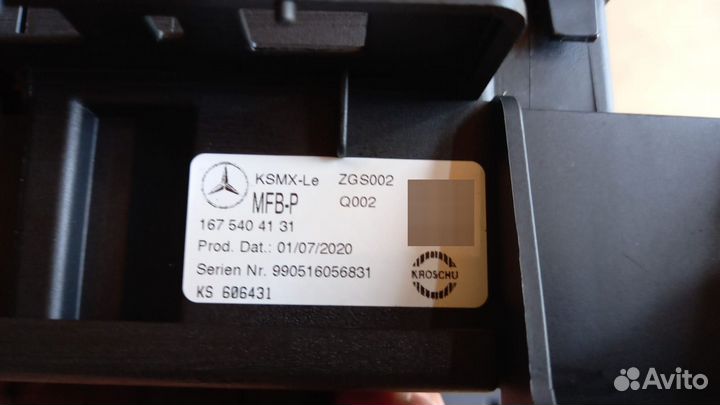 KSMX-Le ZGS002
MFB-P Q002
167 540 41 31
Prod. Dat.: 01/07/2020
Serien Nr. 990516056831
KROSCHU
KS 606431
Avito